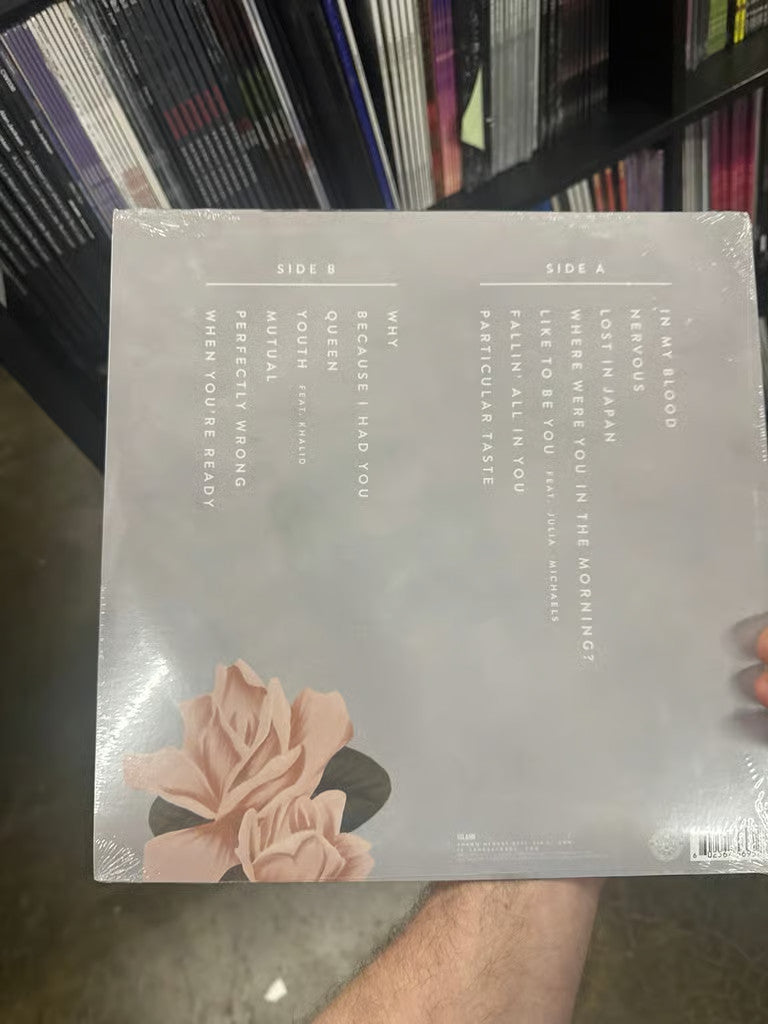 SIDE A
IN MY BLOOD
NERVOUS
LOST IN JAPAN
WHERE WERE YOU IN THE MORNING?
LIKE TO BE YOU FEAT. JULIA MICHAELS
FALLIN' ALL IN YOU
PARTICULAR TASTE
SIDE B
WHY
BECAUSE I HAD YOU
QUEEN
YOUTH FEAT. KHALID
MUTUAL
PERFECTLY WRONG
WHEN YOU'RE READY
ISLAND